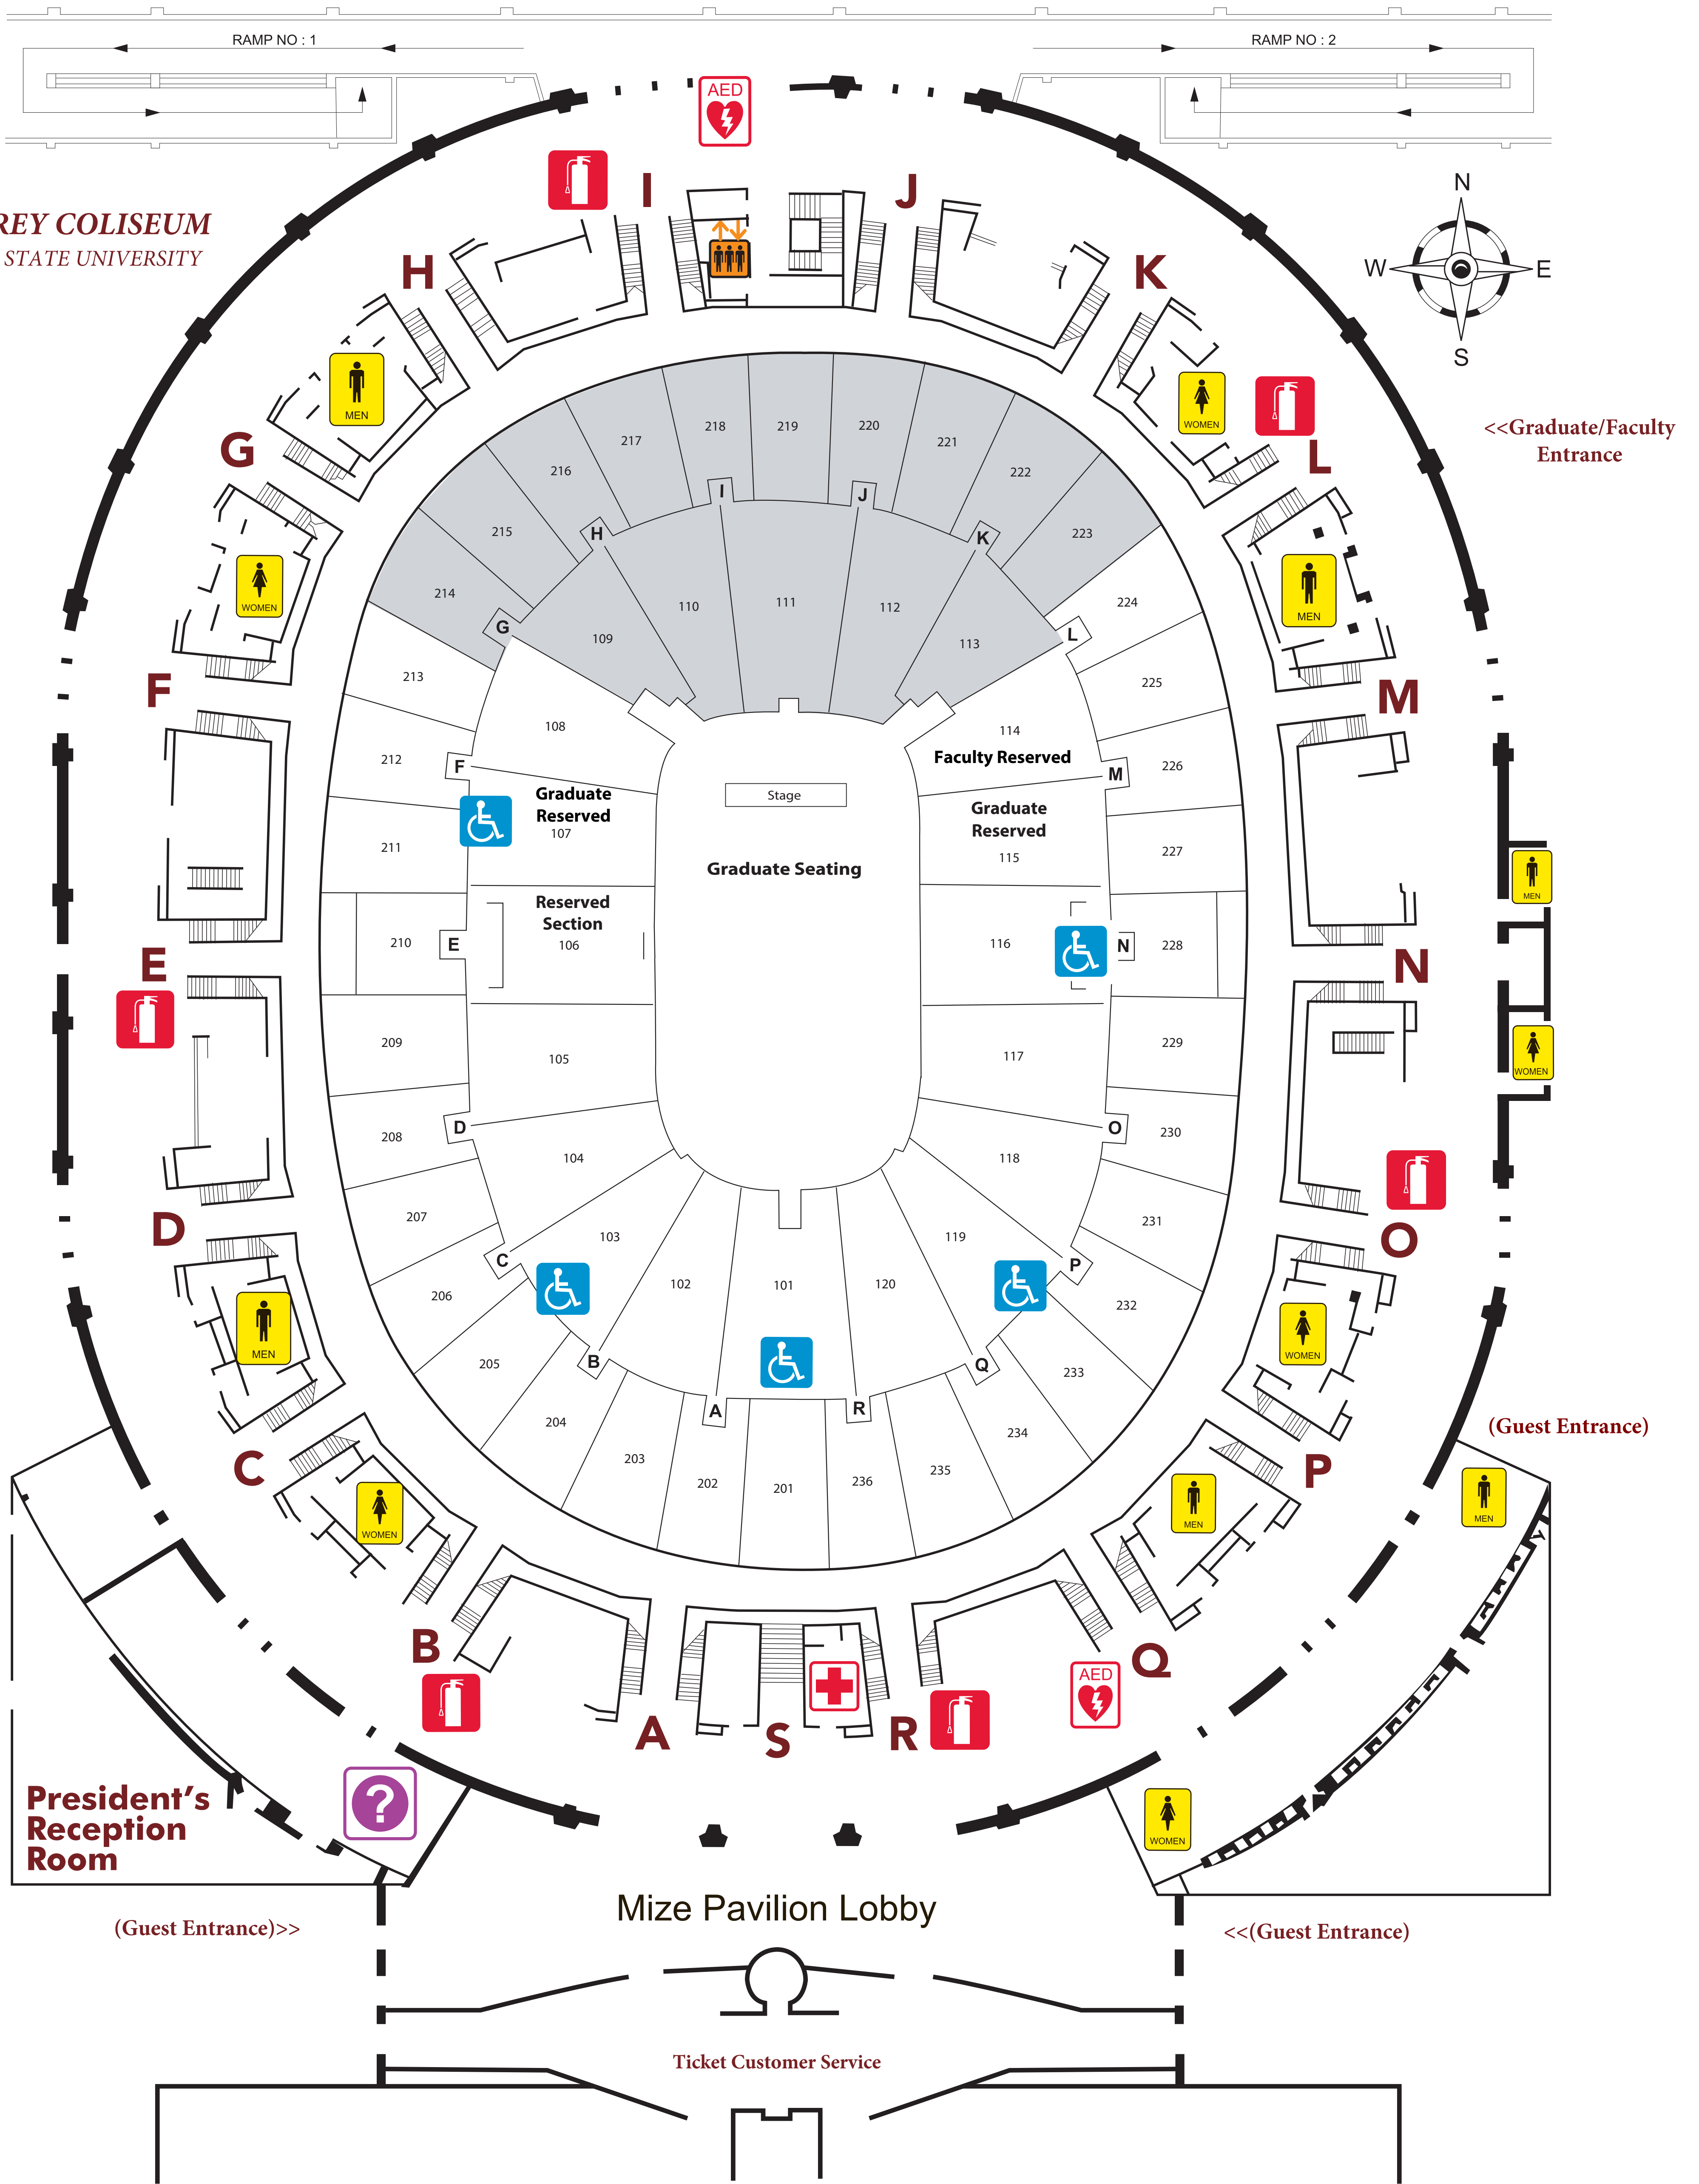 RAMP NO : 1
RAMP NO : 2
AED
REY COLISEUM
STATE UNIVERSITY
I
J
H
K
N
W
E
S
MEN
WOMEN
<<Graduate/Faculty
Entrance
G
L
WOMEN
MEN
F
M
214
215
216
217
218
219
220
221
222
223
224
G
H
I
J
K
L
109
110
111
112
113
213
108
114
Faculty Reserved
225
212
F
M
226
Graduate
Reserved
107
Stage
Graduate
Reserved
115
211
227
Graduate Seating
MEN
Reserved
Section
106
210
E
116
N
228
E
N
209
105
117
229
WOMEN
208
D
104
118
O
230
207
103
119
231
D
O
C
P
206
102
101
120
232
MEN
WOMEN
205
B
Q
233
204
A
R
234
203
202
201
236
235
(Guest Entrance)
C
P
WOMEN
MEN
MEN
B
Q
AED
A
S
R
President's
Reception
Room
?
WOMEN
Mize Pavilion Lobby
(Guest Entrance)>>
<<(Guest Entrance)
Ticket Customer Service